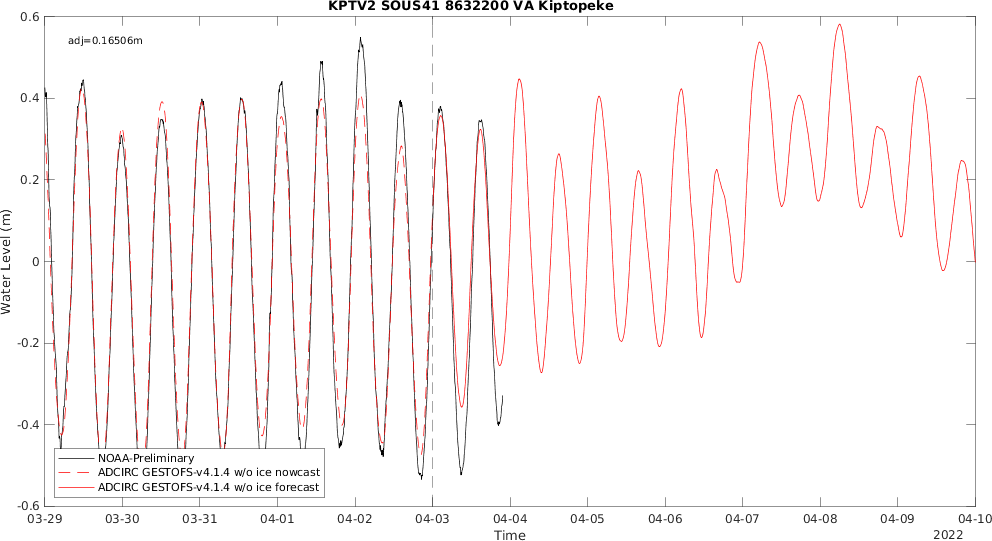 KPTV2 SOUS41 8632200 VA Kiptopeke
adj=0.16506m
0.6
0.4
0.2
0
-0.2
-0.4
-0.6
Water Level (m)
NOAA-Preliminary
ADCIRC GESTOFS-v4.1.4 w/o ice nowcast
ADCIRC GESTOFS-v4.1.4 w/o ice forecast
03-29 03-30 03-31 04-01 04-02 04-03 04-04 04-05 04-06 04-07 04-08 04-09 04-10
Time
2022